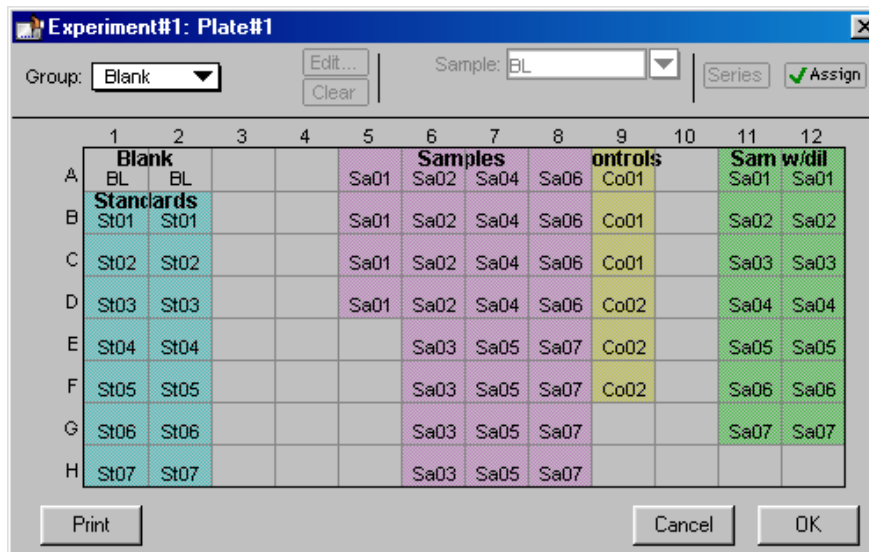 Experiment#1: Plate#1
Group: Blank Edit... Sample: BL Series Assign
Clear
1 2 3 4 5 6 7 8 9 10 11 12
Blank Samples ontrols Sam w/dil
A BL BL Sa01 Sa02 Sa04 Sa06 Co01 Sa01 Sa01
Standards
B St01 St01 Sa01 Sa02 Sa04 Sa06 Co01 Sa02 Sa02
C St02 St02 Sa01 Sa02 Sa04 Sa06 Co01 Sa03 Sa03
D St03 St03 Sa01 Sa02 Sa04 Sa06 Co02 Sa04 Sa04
E St04 St04 Sa03 Sa05 Sa07 Co02 Sa05 Sa05
F St05 St05 Sa03 Sa05 Sa07 Co02 Sa06 Sa06
G St06 St06 Sa03 Sa05 Sa07 Sa07 Sa07
H St07 St07 Sa03 Sa05 Sa07
Print Cancel OK